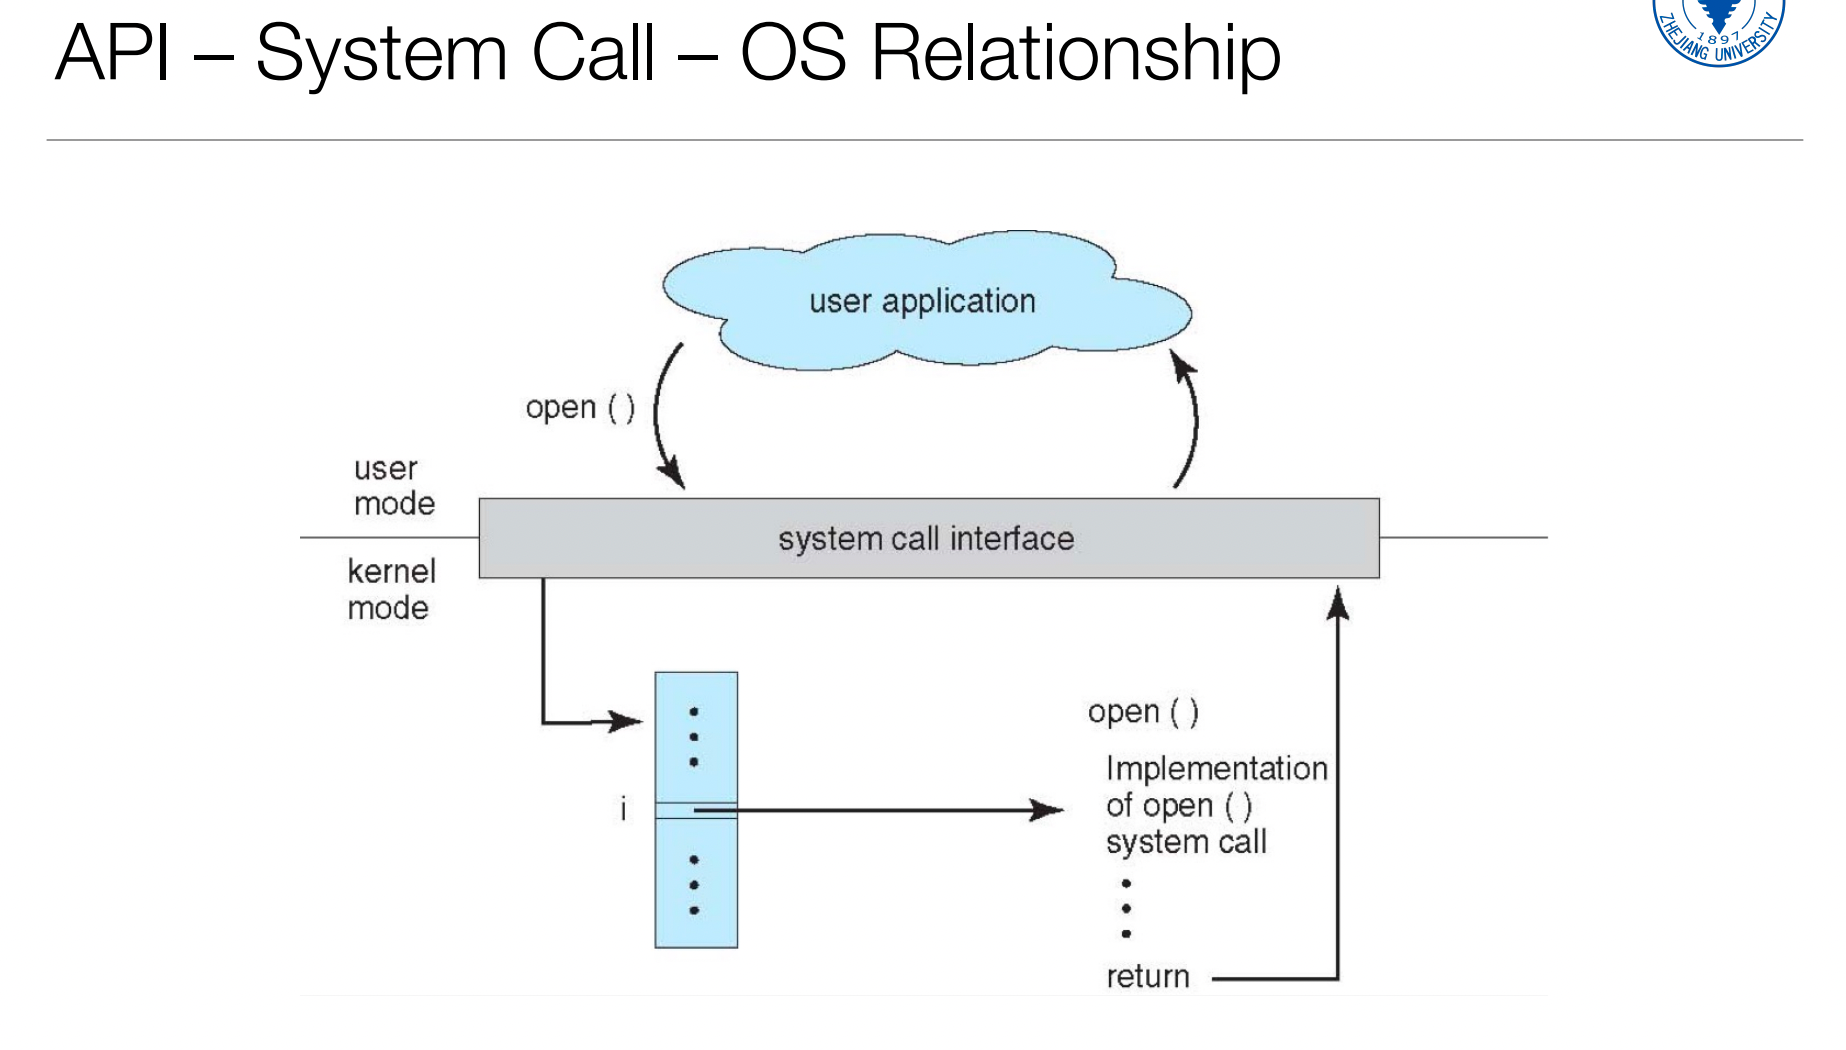 API – System Call – OS Relationship
1897
ZHEJIANG UNIVERSITY
user application
open ( )
user
mode
system call interface
kernel
mode
open ( )
Implementation
i
of open ( )
system call
return